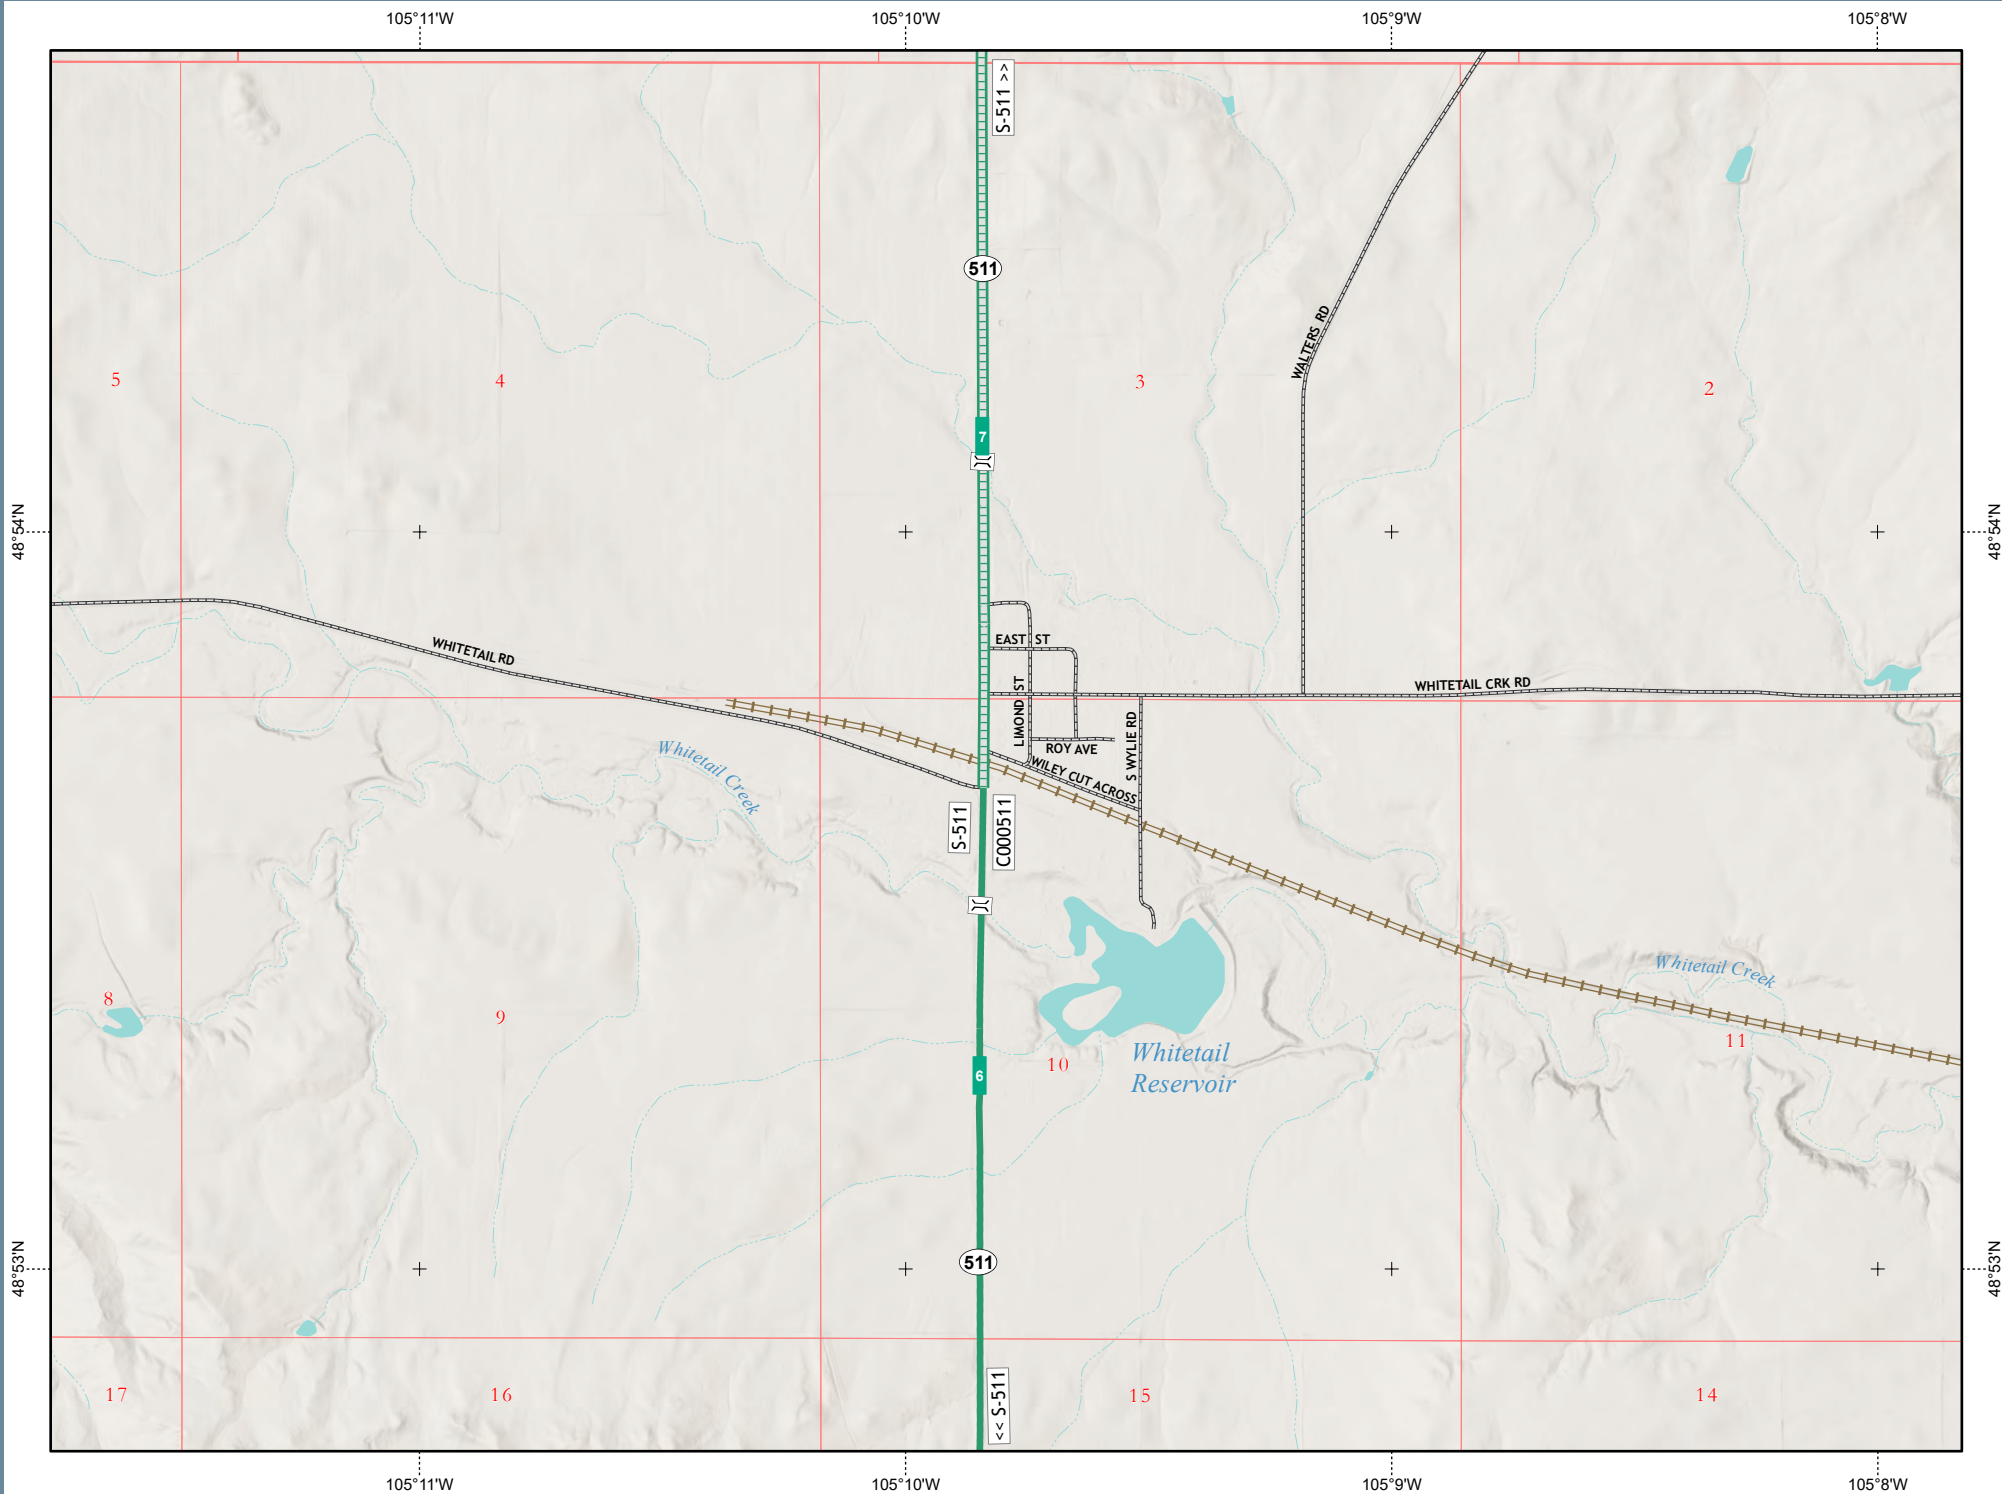 105°11'W
105°10'W
105°9'W
105°8'W
S-511 >>
511
WALTERS RD
5
4
3
2
7
48°54'N
48°54'N
EAST ST
WHITETAIL RD
LIMOND ST
WHITETAIL CRK RD
S WYLIE RD
ROY AVE
WILEY CUT ACROSS
Whitetail Creek
S-511
C000511
Whitetail Creek
8
9
10
11
Whitetail
Reservoir
6
48°53'N
511
48°53'N
<< S-511
17
16
15
14
105°11'W
105°10'W
105°9'W
105°8'W